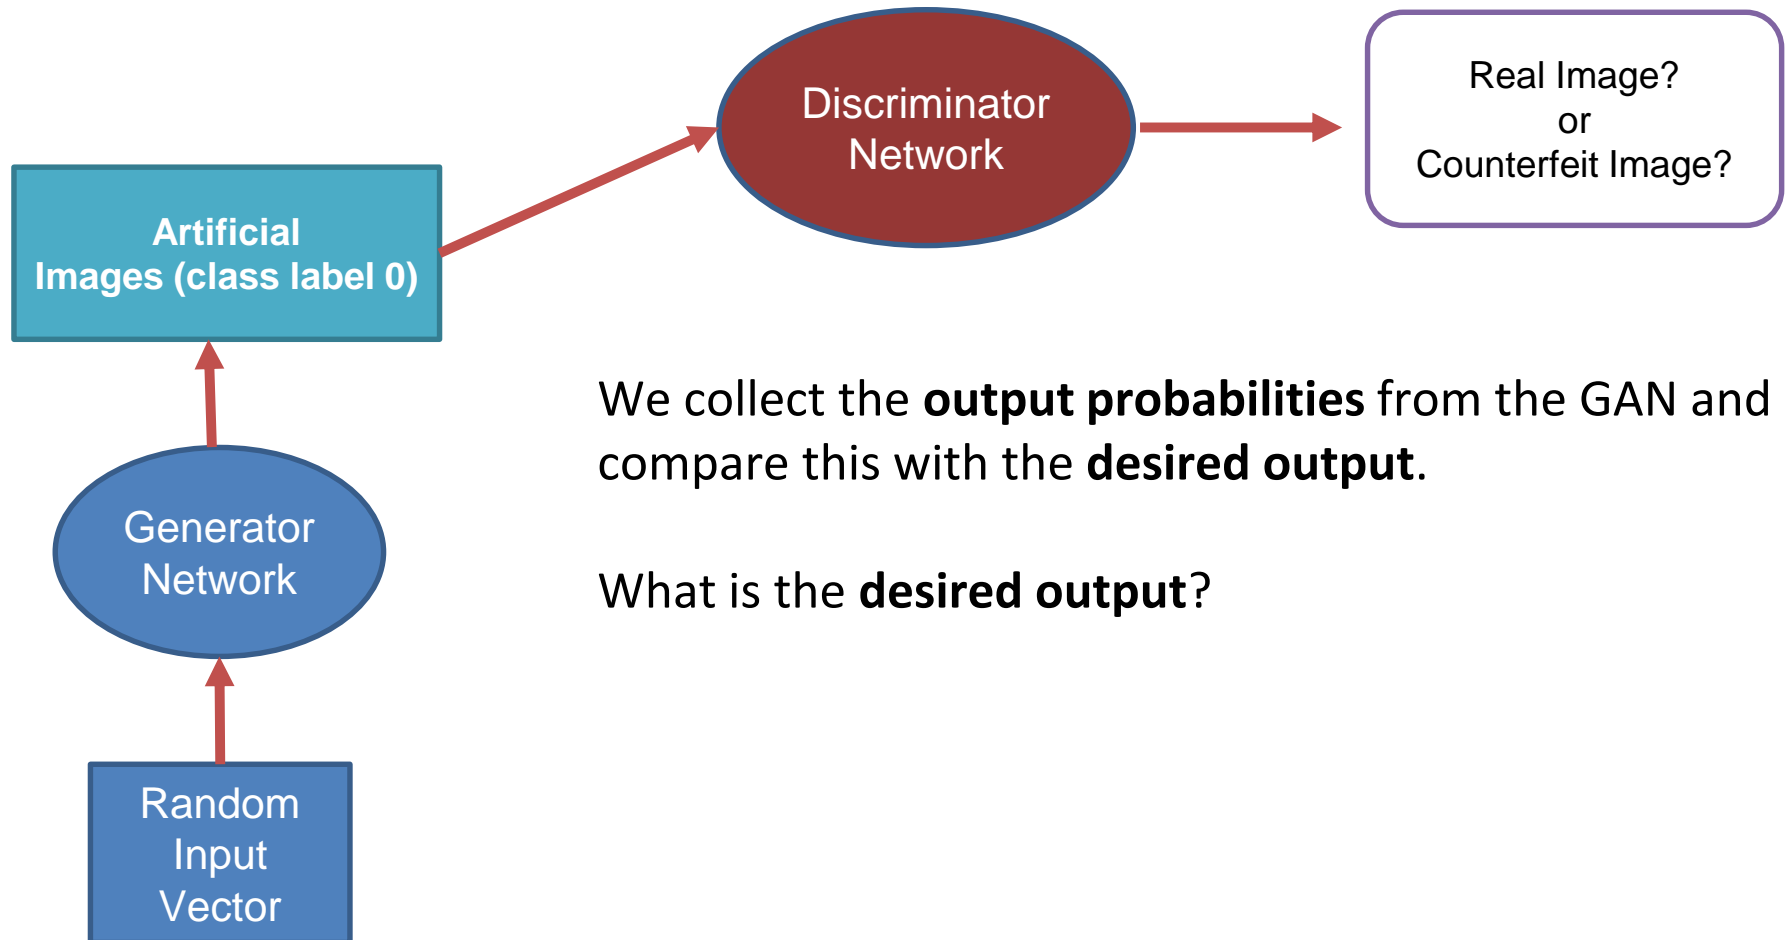 Discriminator
Network
Real Image?
or
Counterfeit Image?
Artificial
Images (class label 0)
We collect the output probabilities from the GAN and
compare this with the desired output.
What is the desired output?
Generator
Network
Random
Input
Vector